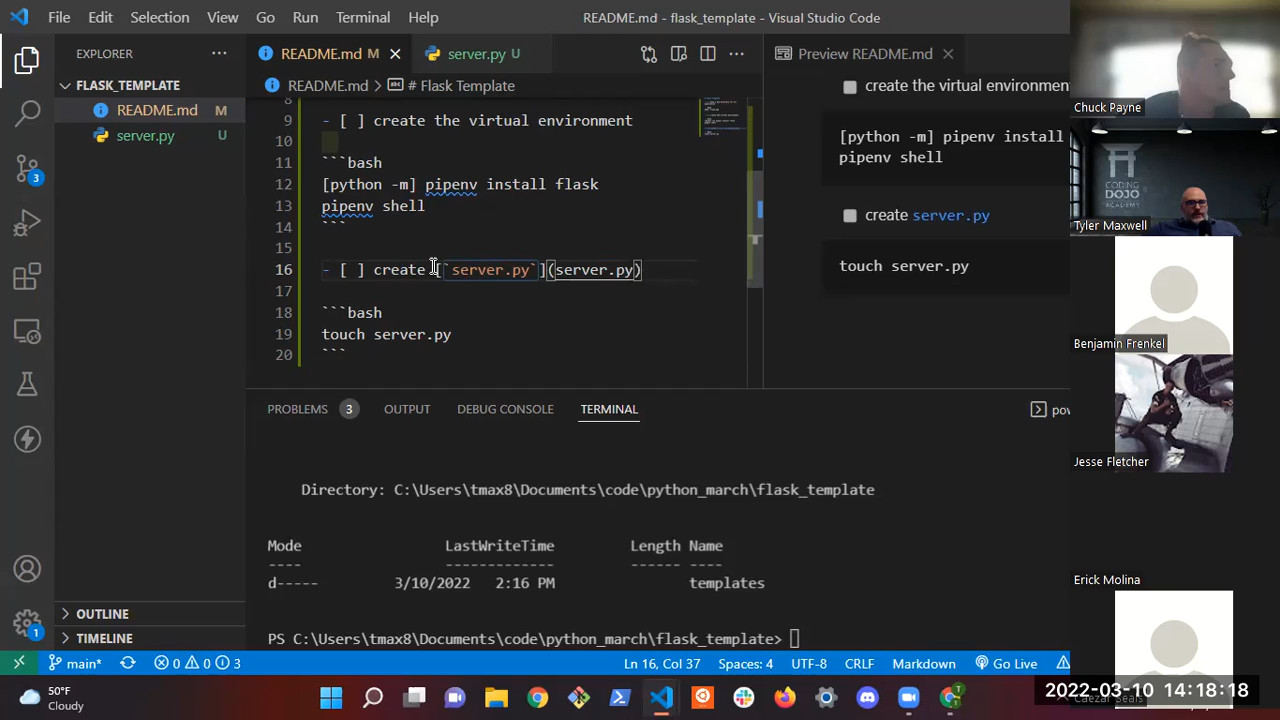 File Edit Selection View Go Run Terminal Help
README.md - flask_template - Visual Studio Code
EXPLORER
FLASK_TEMPLATE
README.md M
server.py U
README.md M
server.py U
README.md > # Flask Template
8
9 - [ ] create the virtual environment
10
11 ```bash
12 [python -m] pipenv install flask
13 pipenv shell
14 ```
15
16 - [ ] create [`server.py`](server.py)
17
18 ```bash
19 touch server.py
20 ```
Preview README.md
create the virtual environment
[python -m] pipenv install
pipenv shell
create server.py
touch server.py
PROBLEMS 3 OUTPUT DEBUG CONSOLE TERMINAL
Directory: C:\Users\tmax8\Documents\code\python_march\flask_template
Mode LastWriteTime Length Name
---- ------------- ------ ----
d----- 3/10/2022 2:16 PM templates
PS C:\Users\tmax8\Documents\code\python_march\flask_template>
3
1
OUTLINE
TIMELINE
main* 0 0 3
Ln 16, Col 37 Spaces: 4 UTF-8 CRLF Markdown Go Live
50°F
Cloudy
Chuck Payne
CODING
DOJO
ACADEMY
Tyler Maxwell
Benjamin Frenkel
Jesse Fletcher
Erick Molina
2022-03-10 14:18:18